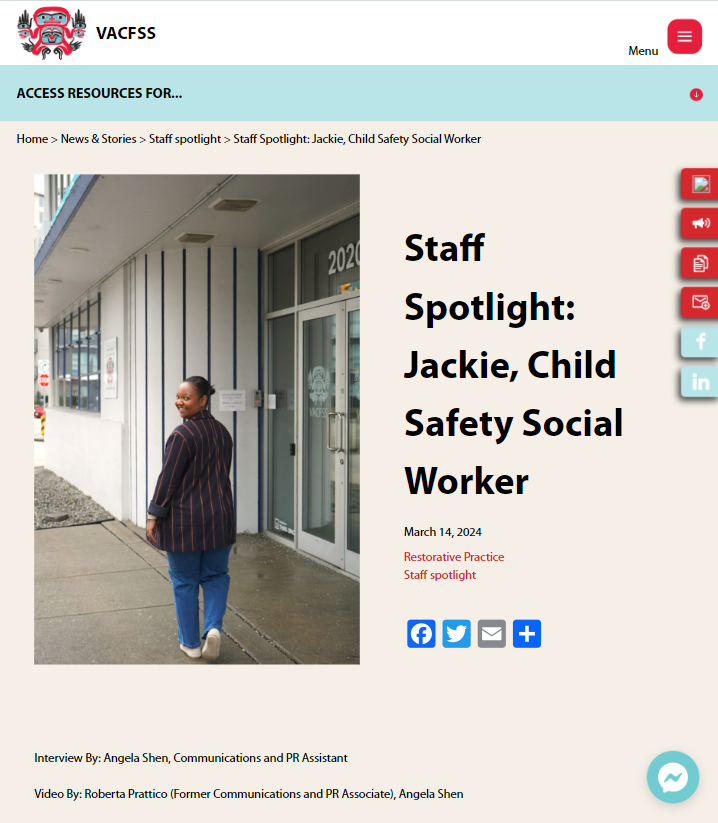 VACFSS
Menu
ACCESS RESOURCES FOR...
Home > News & Stories > Staff spotlight > Staff Spotlight: Jackie, Child Safety Social Worker
2020
VACFSS
Staff
Spotlight:
Jackie, Child
Safety Social
Worker
March 14, 2024
Restorative Practice
Staff spotlight
Interview By: Angela Shen, Communications and PR Assistant
Video By: Roberta Prattico (Former Communications and PR Associate), Angela Shen